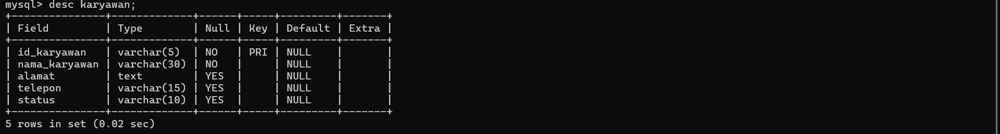 mysql> desc karyawan;
+---------------+-------------+------+-----+---------+-------+
| Field         | Type        | Null | Key | Default | Extra |
+---------------+-------------+------+-----+---------+-------+
| id_karyawan   | varchar(5)  | NO   | PRI | NULL    |       |
| nama_karyawan | varchar(30) | NO   |     | NULL    |       |
| alamat        | text        | YES  |     | NULL    |       |
| telepon       | varchar(15) | YES  |     | NULL    |       |
| status        | varchar(10) | YES  |     | NULL    |       |
+---------------+-------------+------+-----+---------+-------+
5 rows in set (0.02 sec)